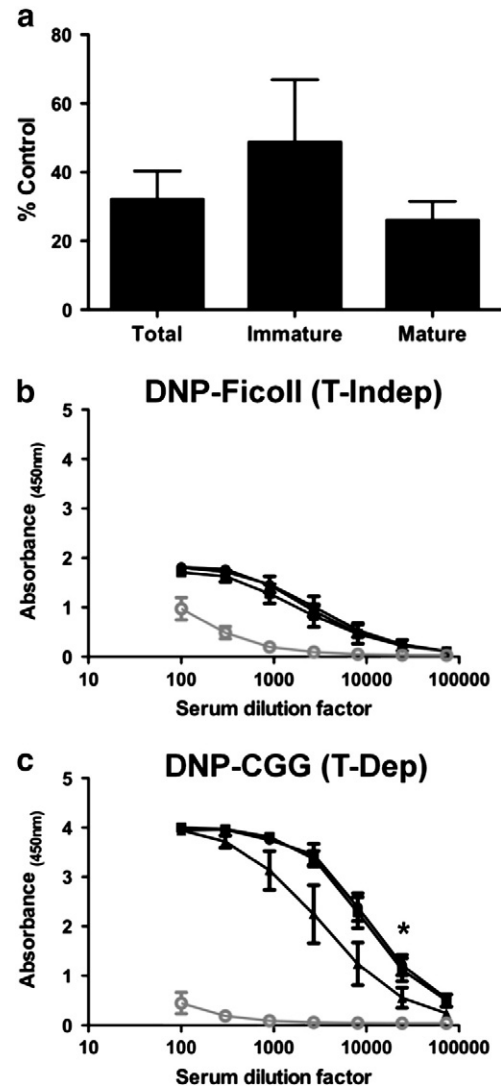 a
80
60
40
20
0
% Control
Total Immature Mature
b
DNP-Ficoll (T-Indep)
5
4
3
2
1
0
Absorbance (450nm)
10 100 1000 10000 100000
Serum dilution factor
c
DNP-CGG (T-Dep)
5
4
3
2
1
0
Absorbance (450nm)
*
10 100 1000 10000 100000
Serum dilution factor